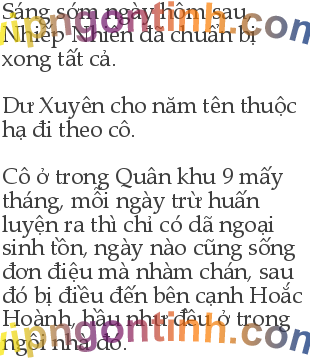 Sáng sớm ngày hôm sau
Nhiếp Nhiên đã chuẩn bị
xong tất cả.
Dư Xuyên cho năm tên thuộc
hạ đi theo cô.
Cô ở trong Quân khu 9 mấy
tháng, mỗi ngày trừ huấn
luyện ra thì chỉ có dã ngoại
sinh tồn, ngày nào cũng sống
đơn điệu mà nhàm chán, sau
đó bị điều đến bên cạnh Hoắc
Hoành, hầu như đều ở trong
ngôi nhà đó.
vipngontinh.com
vipngontinh.com